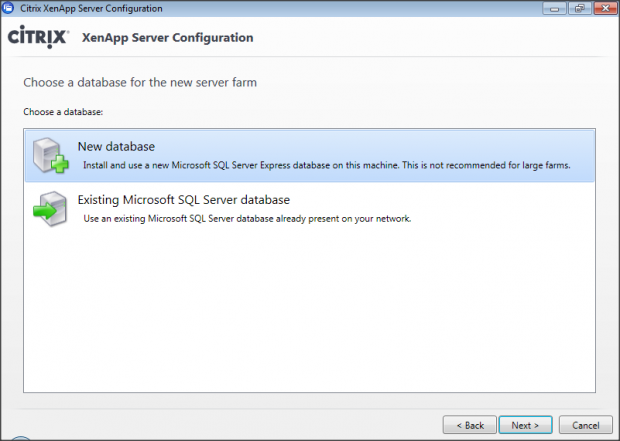 Citrix XenApp Server Configuration
CİTRIX XenApp Server Configuration
Choose a database for the new server farm
Choose a database:
New database
Install and use a new Microsoft SQL Server Express database on this machine. This is not recommended for large farms.
Existing Microsoft SQL Server database
Use an existing Microsoft SQL Server database already present on your network.
< Back Next > Cancel